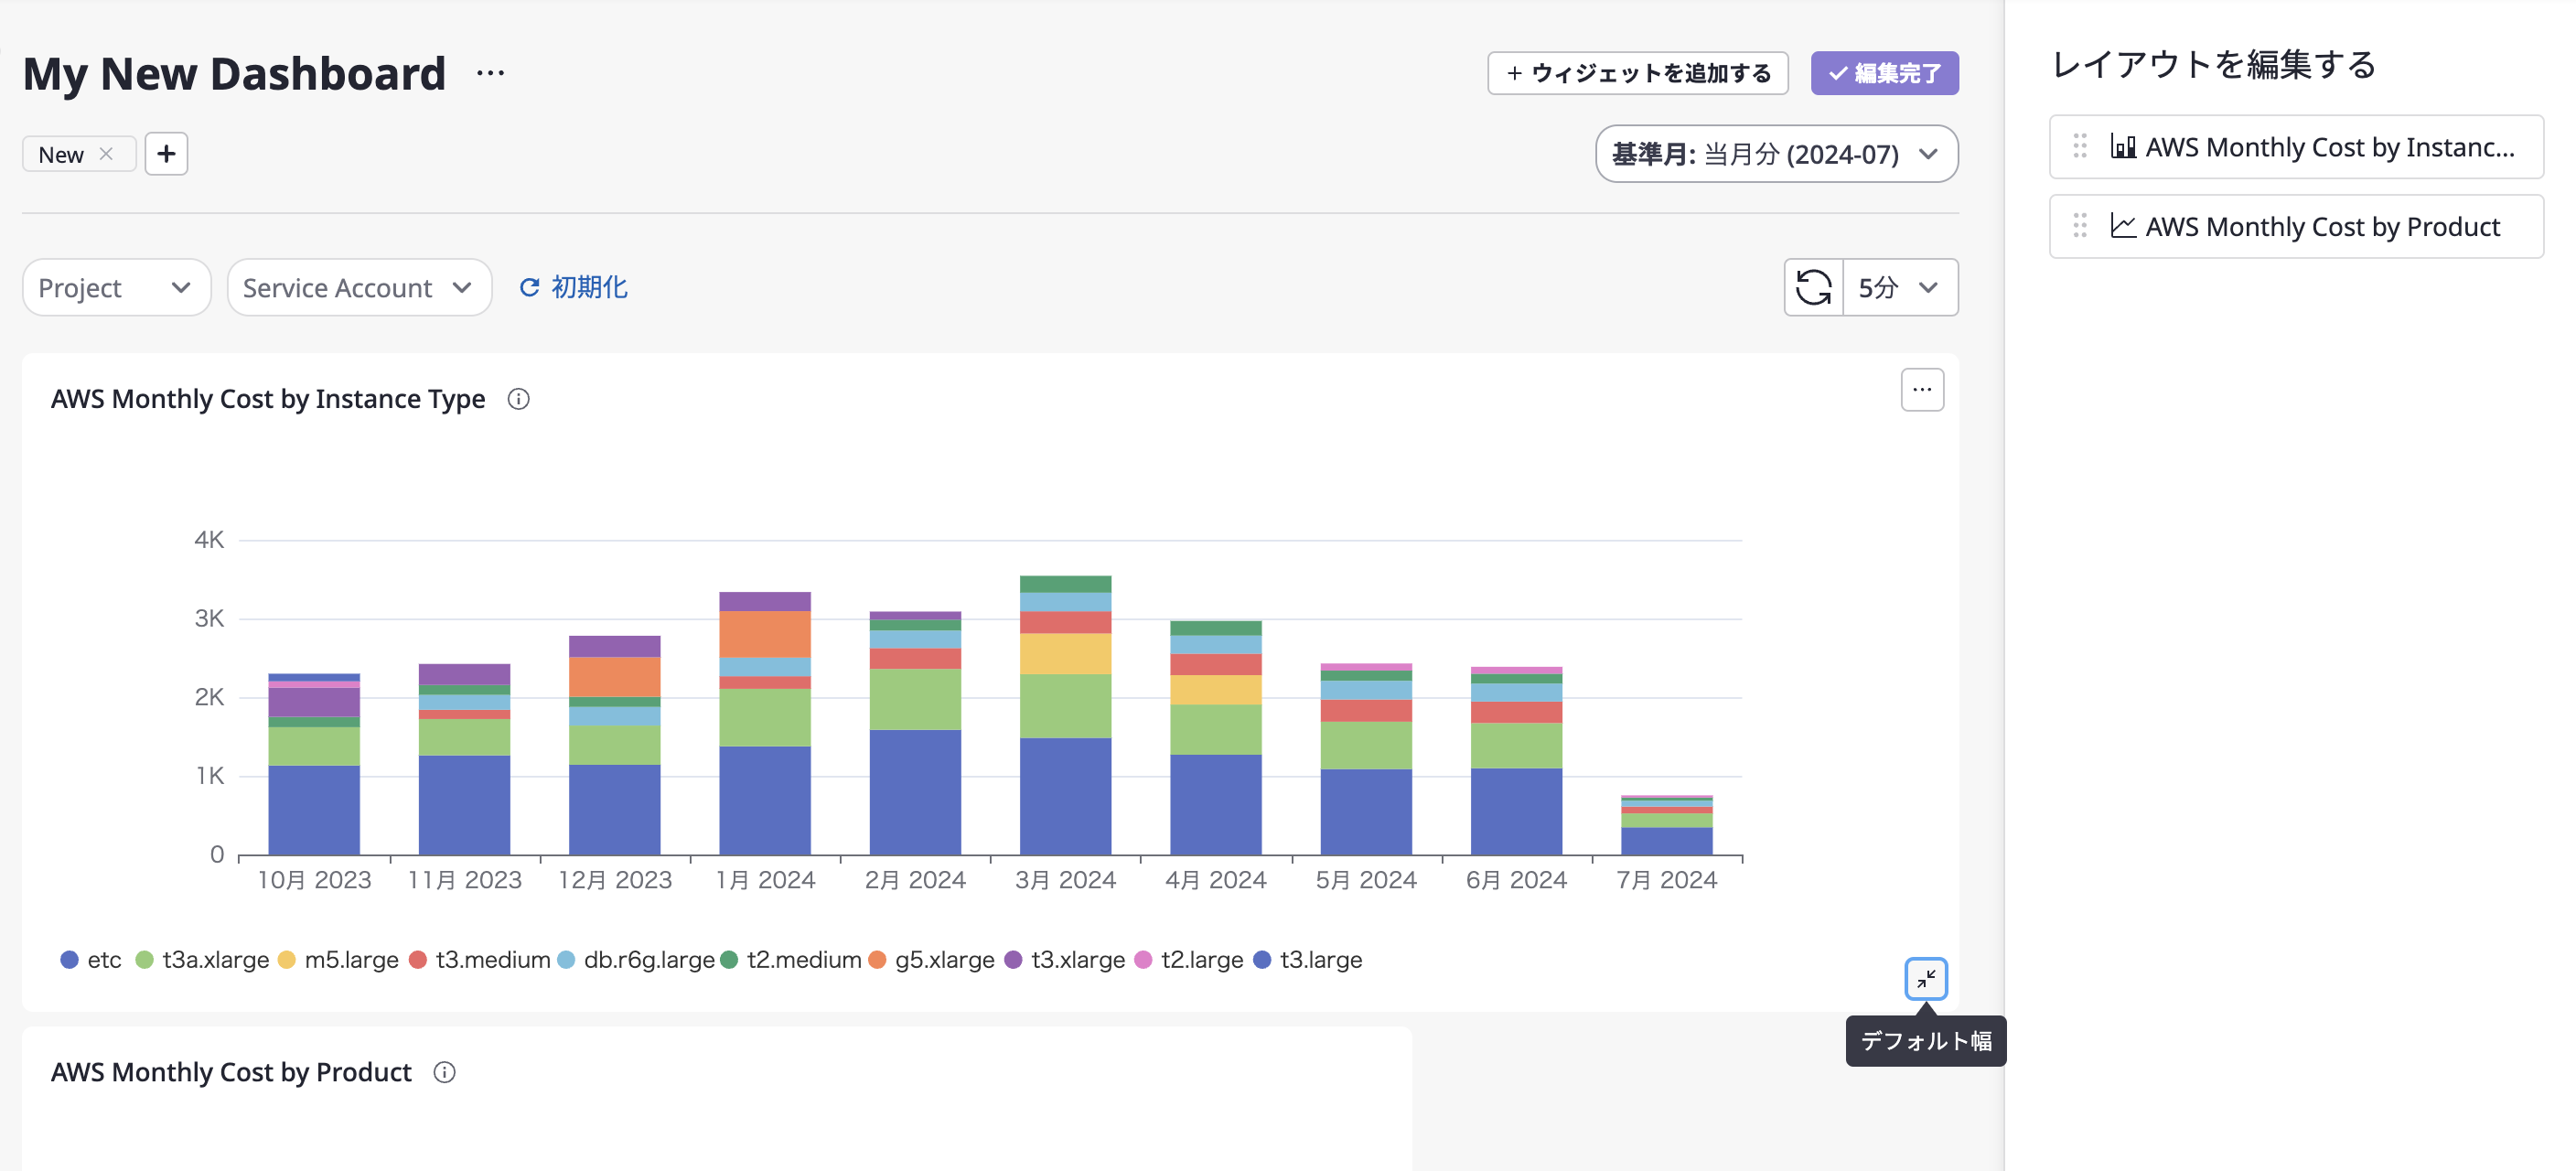 My New Dashboard ...
+ ウィジェットを追加する
編集完了
New
基準月: 当月分 (2024-07)
Project
Service Account
初期化
5分
AWS Monthly Cost by Instance Type
4K
3K
2K
1K
0
10月 2023 11月 2023 12月 2023 1月 2024 2月 2024 3月 2024 4月 2024 5月 2024 6月 2024 7月 2024
etc t3a.xlarge m5.large t3.medium db.r6g.large t2.medium g5.xlarge t3.xlarge t2.large t3.large
デフォルト幅
AWS Monthly Cost by Product
レイアウトを編集する
AWS Monthly Cost by Instanc...
AWS Monthly Cost by Product